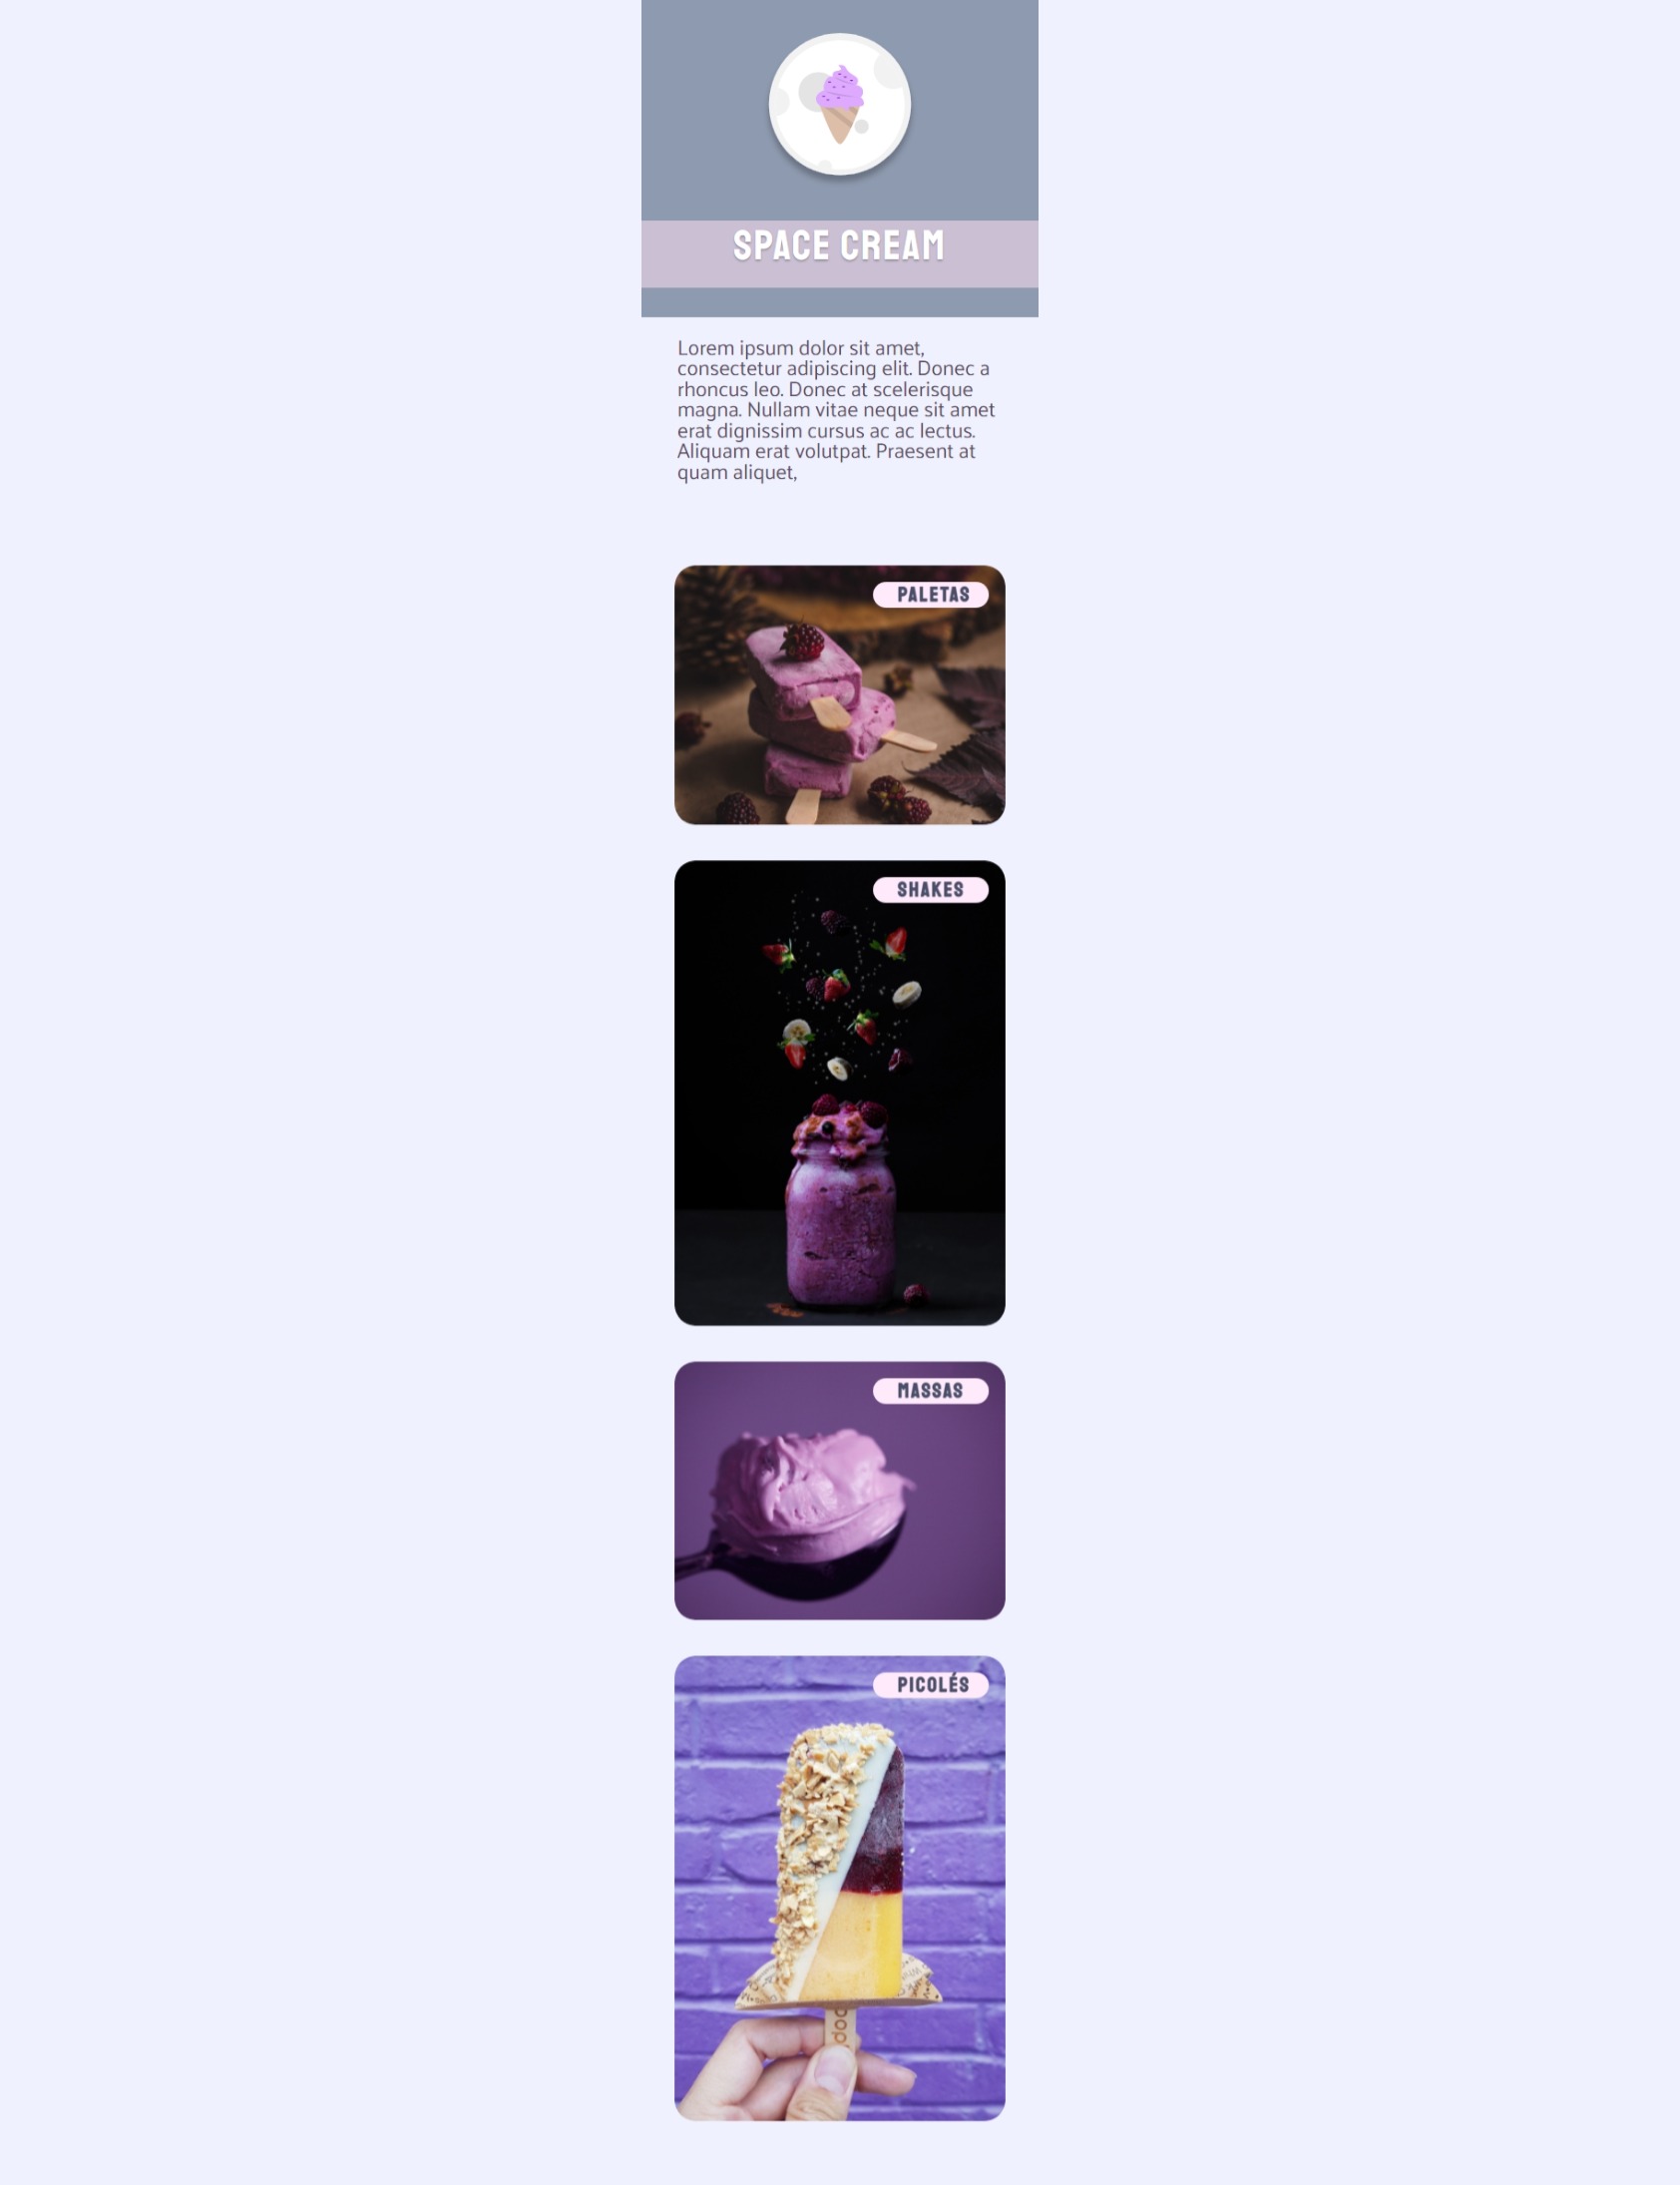 SPACE CREAM
Lorem ipsum dolor sit amet,
consectetur adipiscing elit. Donec a
rhoncus leo. Donec at scelerisque
magna. Nullam vitae neque sit amet
erat dignissim cursus ac ac lectus.
Aliquam erat volutpat. Praesent at
quam aliquet,
PALETAS
SHAKES
MASSAS
PICOLÉS